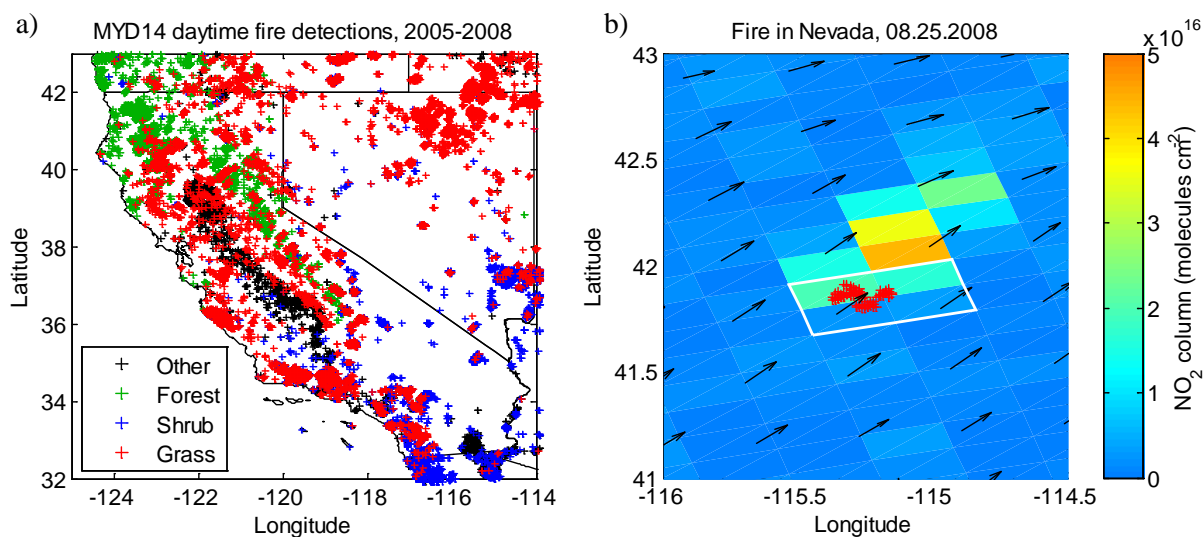 a)
MYD14 daytime fire detections, 2005-2008
42
40
38
36
34
32
Latitude
-124
-122
-120
-118
-116
-114
Longitude
Other
Forest
Shrub
Grass
b)
Fire in Nevada, 08.25.2008
43
42.5
42
41.5
41
Latitude
-116
-115.5
-115
-114.5
Longitude
x 10^16
5
4
3
2
1
0
NO2 column (molecules cm-2)